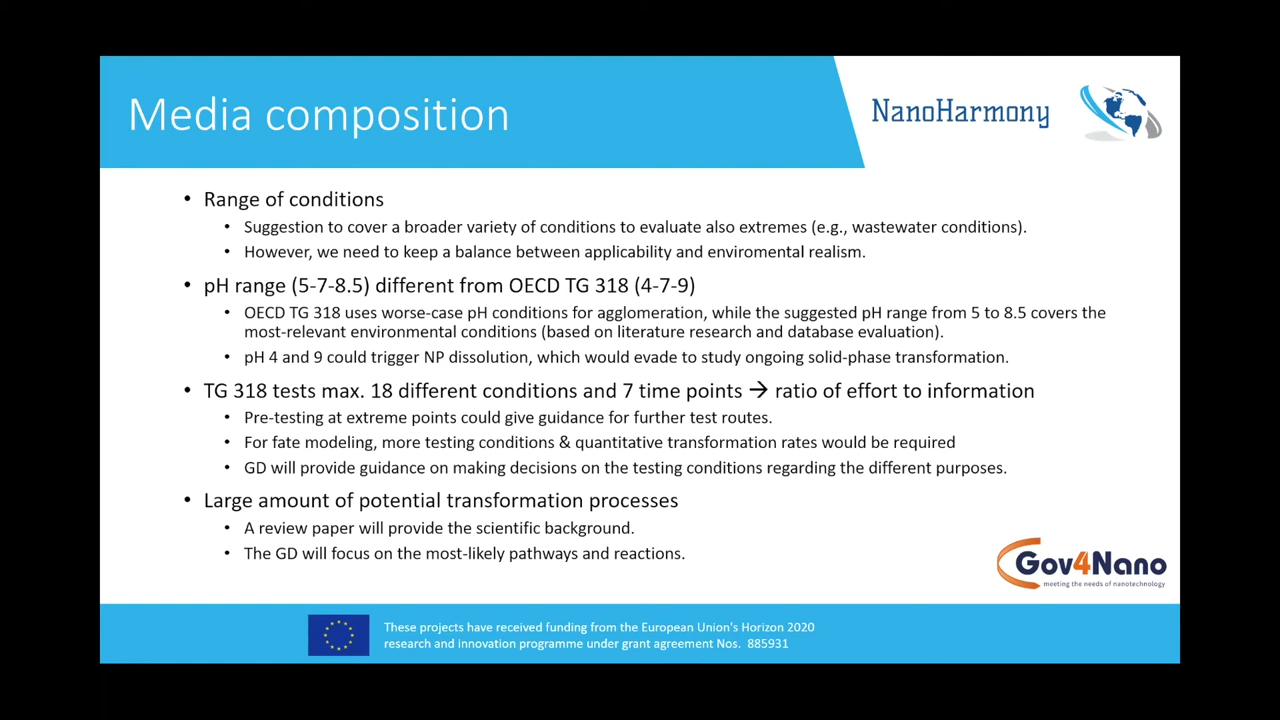 Media composition
NanoHarmony
• Range of conditions
• Suggestion to cover a broader variety of conditions to evaluate also extremes (e.g., wastewater conditions).
• However, we need to keep a balance between applicability and enviromental realism.
• pH range (5-7-8.5) different from OECD TG 318 (4-7-9)
• OECD TG 318 uses worse-case pH conditions for agglomeration, while the suggested pH range from 5 to 8.5 covers the
most-relevant environmental conditions (based on literature research and database evaluation).
• pH 4 and 9 could trigger NP dissolution, which would evade to study ongoing solid-phase transformation.
• TG 318 tests max. 18 different conditions and 7 time points → ratio of effort to information
• Pre-testing at extreme points could give guidance for further test routes.
• For fate modeling, more testing conditions & quantitative transformation rates would be required
• GD will provide guidance on making decisions on the testing conditions regarding the different purposes.
• Large amount of potential transformation processes
• A review paper will provide the scientific background.
• The GD will focus on the most-likely pathways and reactions.
Gov4Nano
meeting the needs of nanotechnology
These projects have received funding from the European Union's Horizon 2020
research and innovation programme under grant agreement Nos. 885931